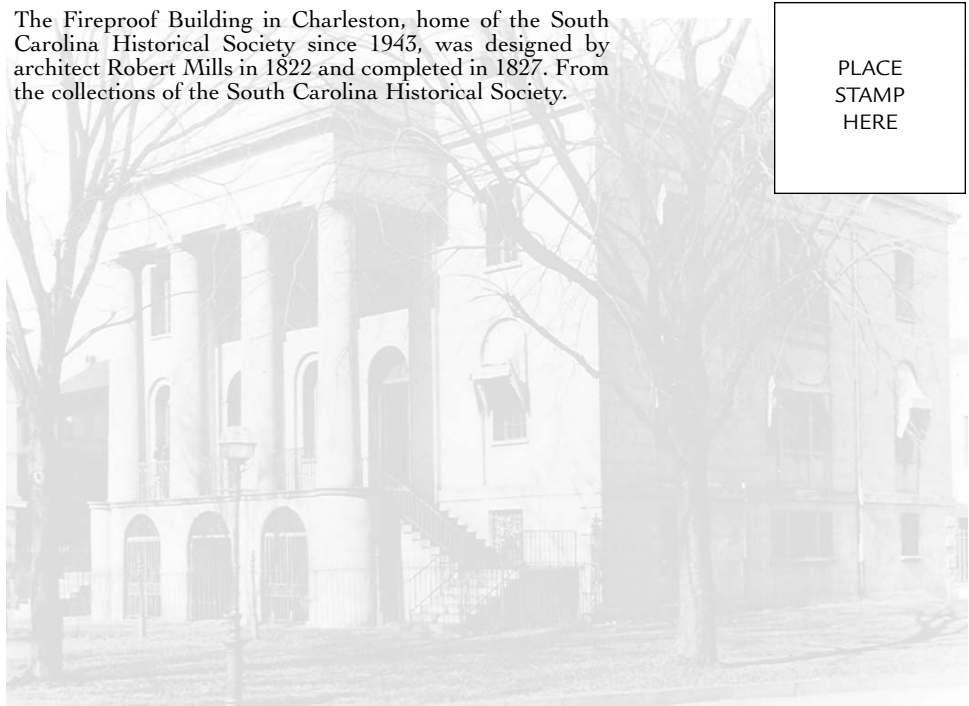 The Fireproof Building in Charleston, home of the South
Carolina Historical Society since 1943, was designed by
architect Robert Mills in 1822 and completed in 1827. From
the collections of the South Carolina Historical Society.
PLACE
STAMP
HERE